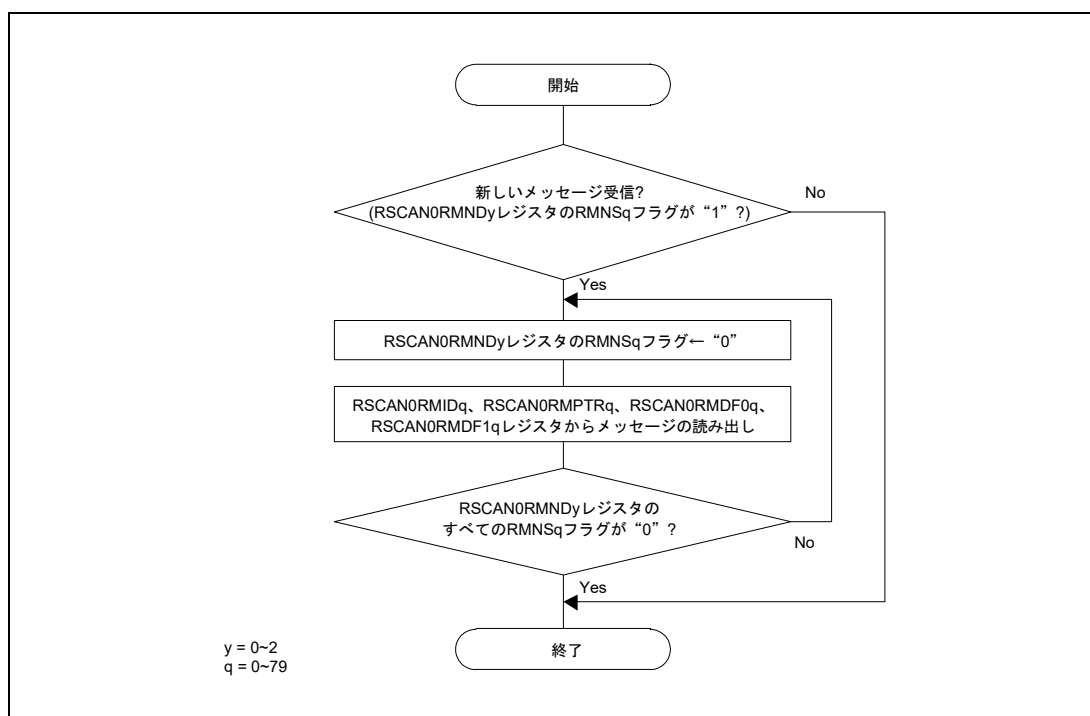 開始
新しいメッセージ受信?
(RSCAN0RMNDyレジスタのRMNSqフラグが“1”?)
No
Yes
RSCAN0RMNDyレジスタのRMNSqフラグ←“0”
RSCAN0RMIDq、RSCAN0RMPTRq、RSCAN0RMDF0q、
RSCAN0RMDF1qレジスタからメッセージの読み出し
RSCAN0RMNDyレジスタの
すべてのRMNSqフラグが“0”?
No
Yes
終了
y = 0~2
q = 0~79